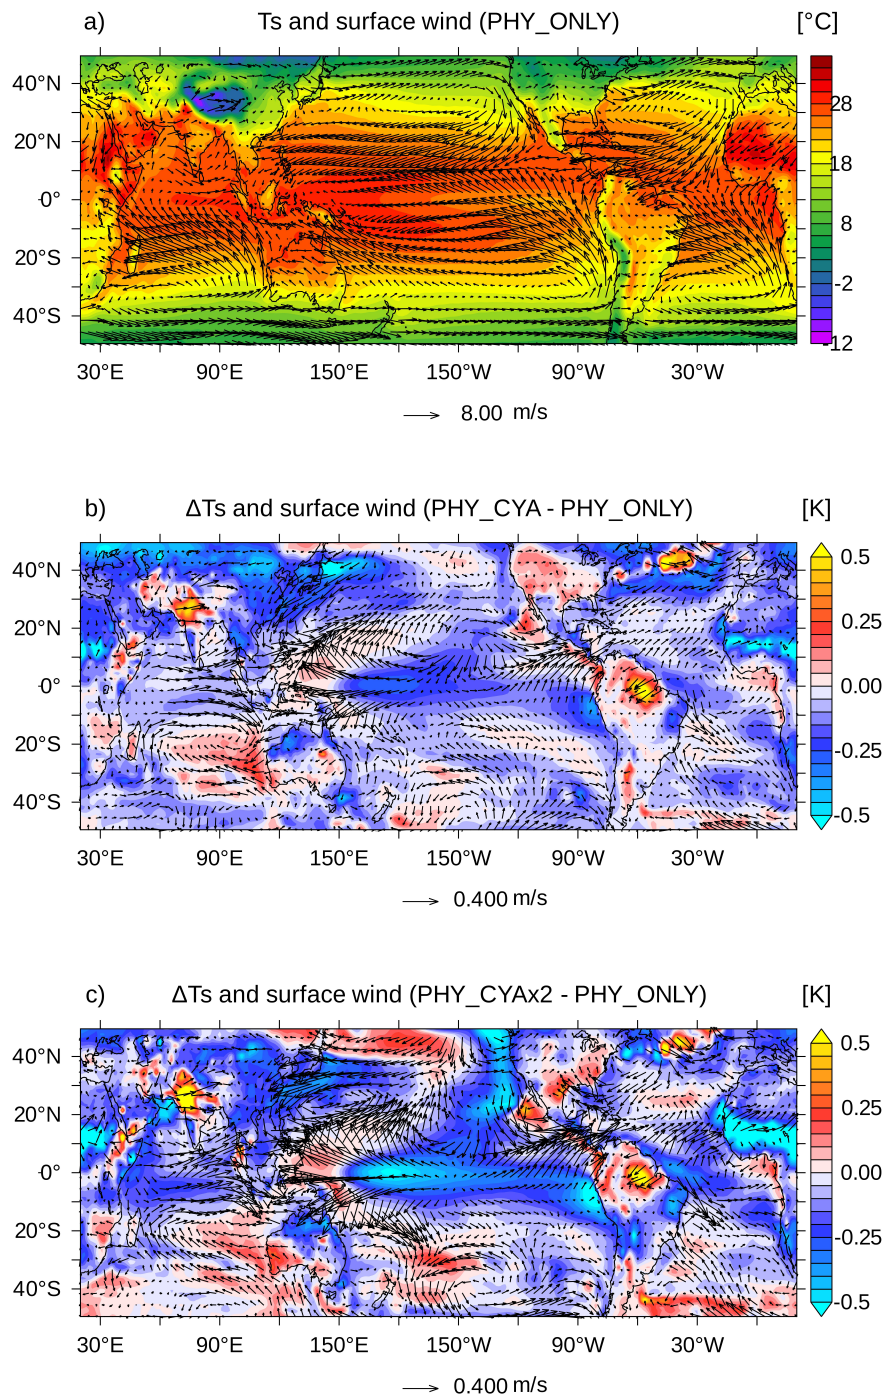 a) Ts and surface wind (PHY_ONLY) [°C]
40°N
20°N
-0°
20°S
40°S
28
18
8
-2
-12
30°E 90°E 150°E 150°W 90°W 30°W
8.00 m/s
b) ΔTs and surface wind (PHY_CYA - PHY_ONLY) [K]
40°N
20°N
-0°
20°S
40°S
0.5
0.25
0.00
-0.25
-0.5
30°E 90°E 150°E 150°W 90°W 30°W
0.400 m/s
c) ΔTs and surface wind (PHY_CYAx2 - PHY_ONLY) [K]
40°N
20°N
0°
20°S
40°S
0.5
0.25
0.00
-0.25
-0.5
30°E 90°E 150°E 150°W 90°W 30°W
0.400 m/s